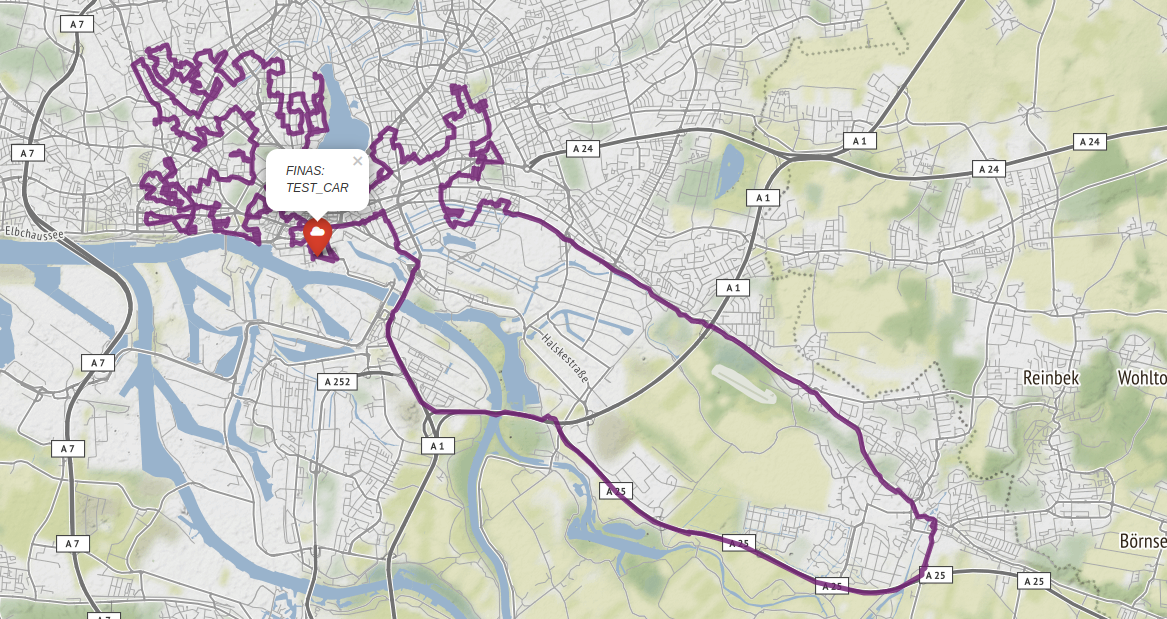 A 7
A 1
A 24
A 24
A 7
A 24
×
FINAS:
TEST_CAR
A 1
Elbchaussee
A 1
Halskestraße
A 7
A 252
Reinbek
Wohlto
A 1
A 7
A 25
A 7
A 25
Börnse
A 25
A 25
A 25
A 7